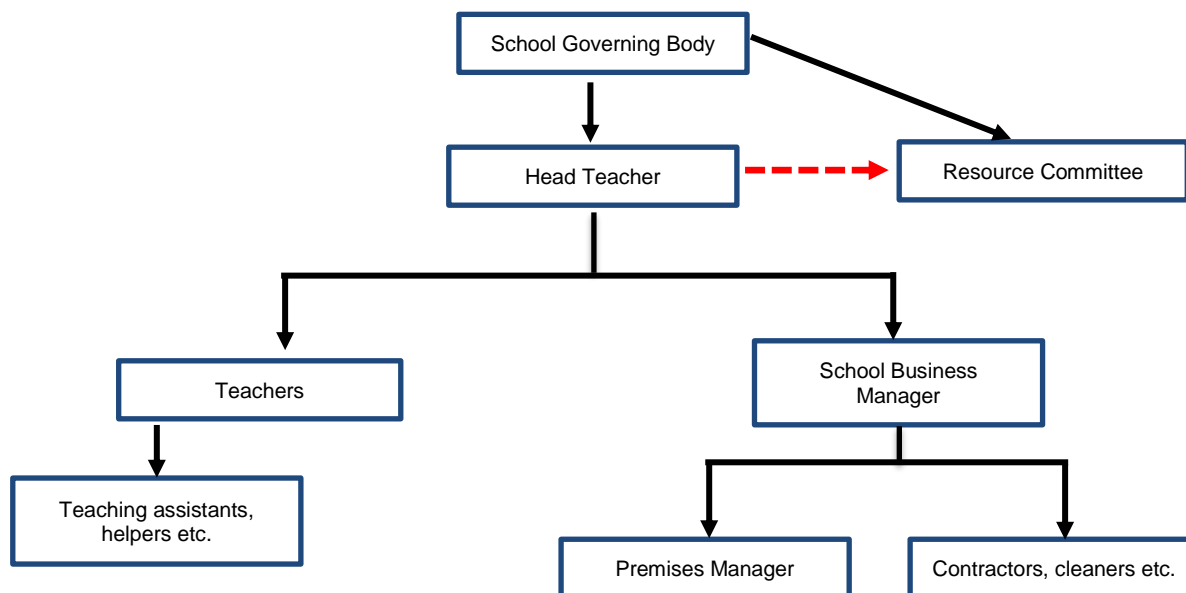 School Governing Body
Head Teacher
Resource Committee
Teachers
School Business
Manager
Teaching assistants,
helpers etc.
Premises Manager
Contractors, cleaners etc.